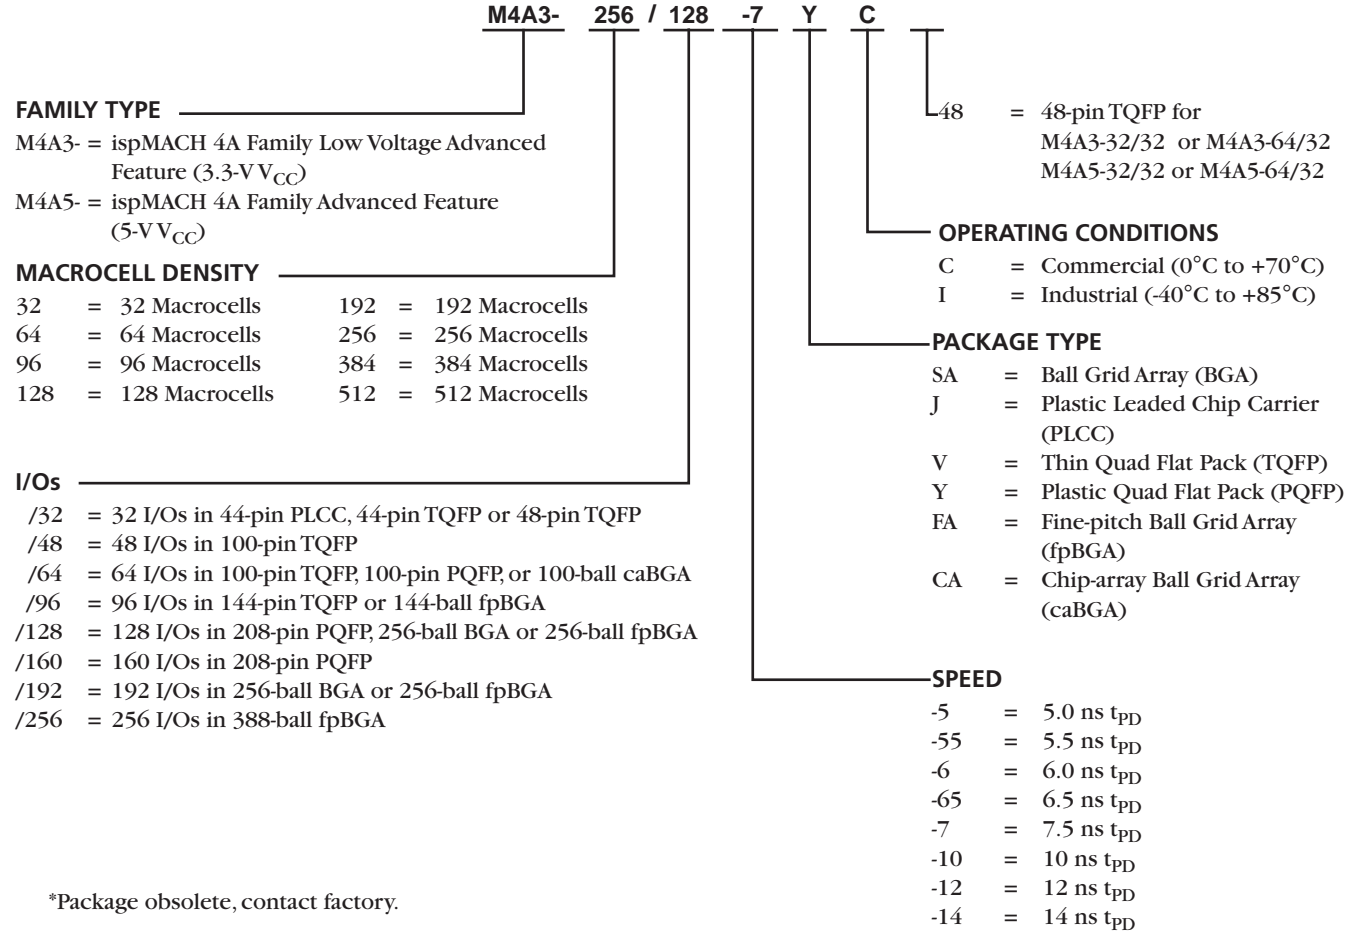 M4A3- 256 / 128 -7 Y C
FAMILY TYPE
M4A3- = ispMACH 4A Family Low Voltage Advanced
Feature (3.3-V VCC)
M4A5- = ispMACH 4A Family Advanced Feature
(5-V VCC)
MACROCELL DENSITY
32 = 32 Macrocells 192 = 192 Macrocells
64 = 64 Macrocells 256 = 256 Macrocells
96 = 96 Macrocells 384 = 384 Macrocells
128 = 128 Macrocells 512 = 512 Macrocells
I/Os
/32 = 32 I/Os in 44-pin PLCC, 44-pin TQFP or 48-pin TQFP
/48 = 48 I/Os in 100-pin TQFP
/64 = 64 I/Os in 100-pin TQFP, 100-pin PQFP, or 100-ball caBGA
/96 = 96 I/Os in 144-pin TQFP or 144-ball fpBGA
/128 = 128 I/Os in 208-pin PQFP, 256-ball BGA or 256-ball fpBGA
/160 = 160 I/Os in 208-pin PQFP
/192 = 192 I/Os in 256-ball BGA or 256-ball fpBGA
/256 = 256 I/Os in 388-ball fpBGA
48 = 48-pin TQFP for
M4A3-32/32 or M4A3-64/32
M4A5-32/32 or M4A5-64/32
OPERATING CONDITIONS
C = Commercial (0°C to +70°C)
I = Industrial (-40°C to +85°C)
PACKAGE TYPE
SA = Ball Grid Array (BGA)
J = Plastic Leaded Chip Carrier
(PLCC)
V = Thin Quad Flat Pack (TQFP)
Y = Plastic Quad Flat Pack (PQFP)
FA = Fine-pitch Ball Grid Array
(fpBGA)
CA = Chip-array Ball Grid Array
(caBGA)
SPEED
-5 = 5.0 ns tPD
-55 = 5.5 ns tPD
-6 = 6.0 ns tPD
-65 = 6.5 ns tPD
-7 = 7.5 ns tPD
-10 = 10 ns tPD
-12 = 12 ns tPD
-14 = 14 ns tPD
*Package obsolete, contact factory.